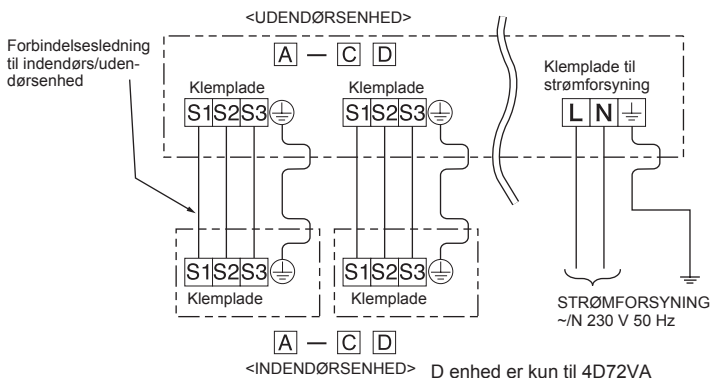 <UDENDØRSENHED>
Forbindelsesledning
til indendørs/uden-
dørsenhed
A — C D
Klemplade
S1 S2 S3
Klemplade
S1 S2 S3
Klemplade til
strømforsyning
L N
S1 S2 S3
Klemplade
S1 S2 S3
Klemplade
STRØMFORSYNING
~/N 230 V 50 Hz
A — C D
<INDENDØRSENHED>
D enhed er kun til 4D72VA